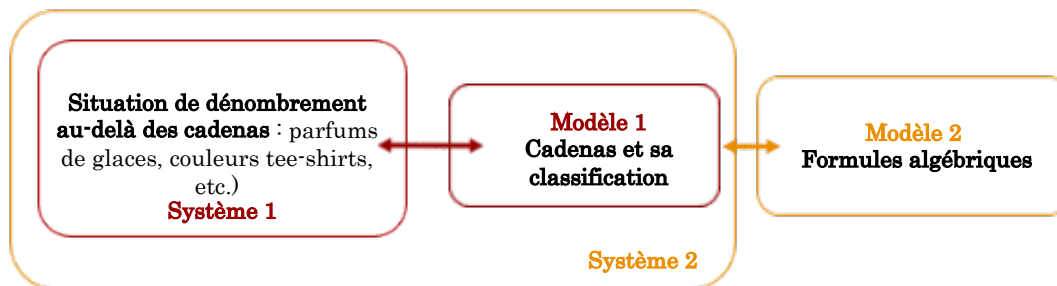 Situation de dénombrement
au-delà des cadenas : parfums
de glaces, couleurs tee-shirts,
etc.)
Système 1
Modèle 1
Cadenas et sa
classification
Système 2
Modèle 2
Formules algébriques